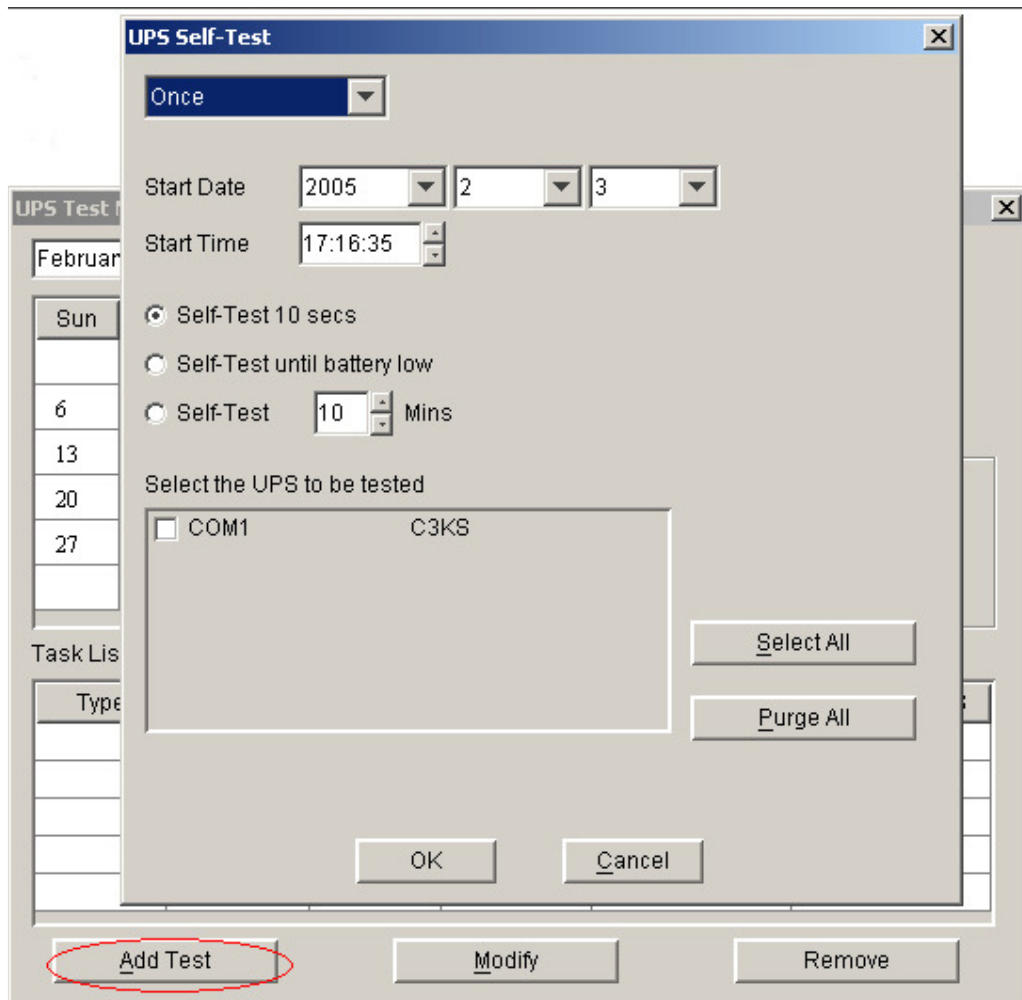 UPS Self-Test
Once
Start Date 2005 2 3
UPS Test
Start Time 17:16:35
Februar
Sun
Self-Test 10 secs
Self-Test until battery low
6
Self-Test 10 Mins
13
Select the UPS to be tested
20
COM1 C3KS
27
Select All
Task Lis
Type
Purge All
OK Cancel
Add Test Modify Remove